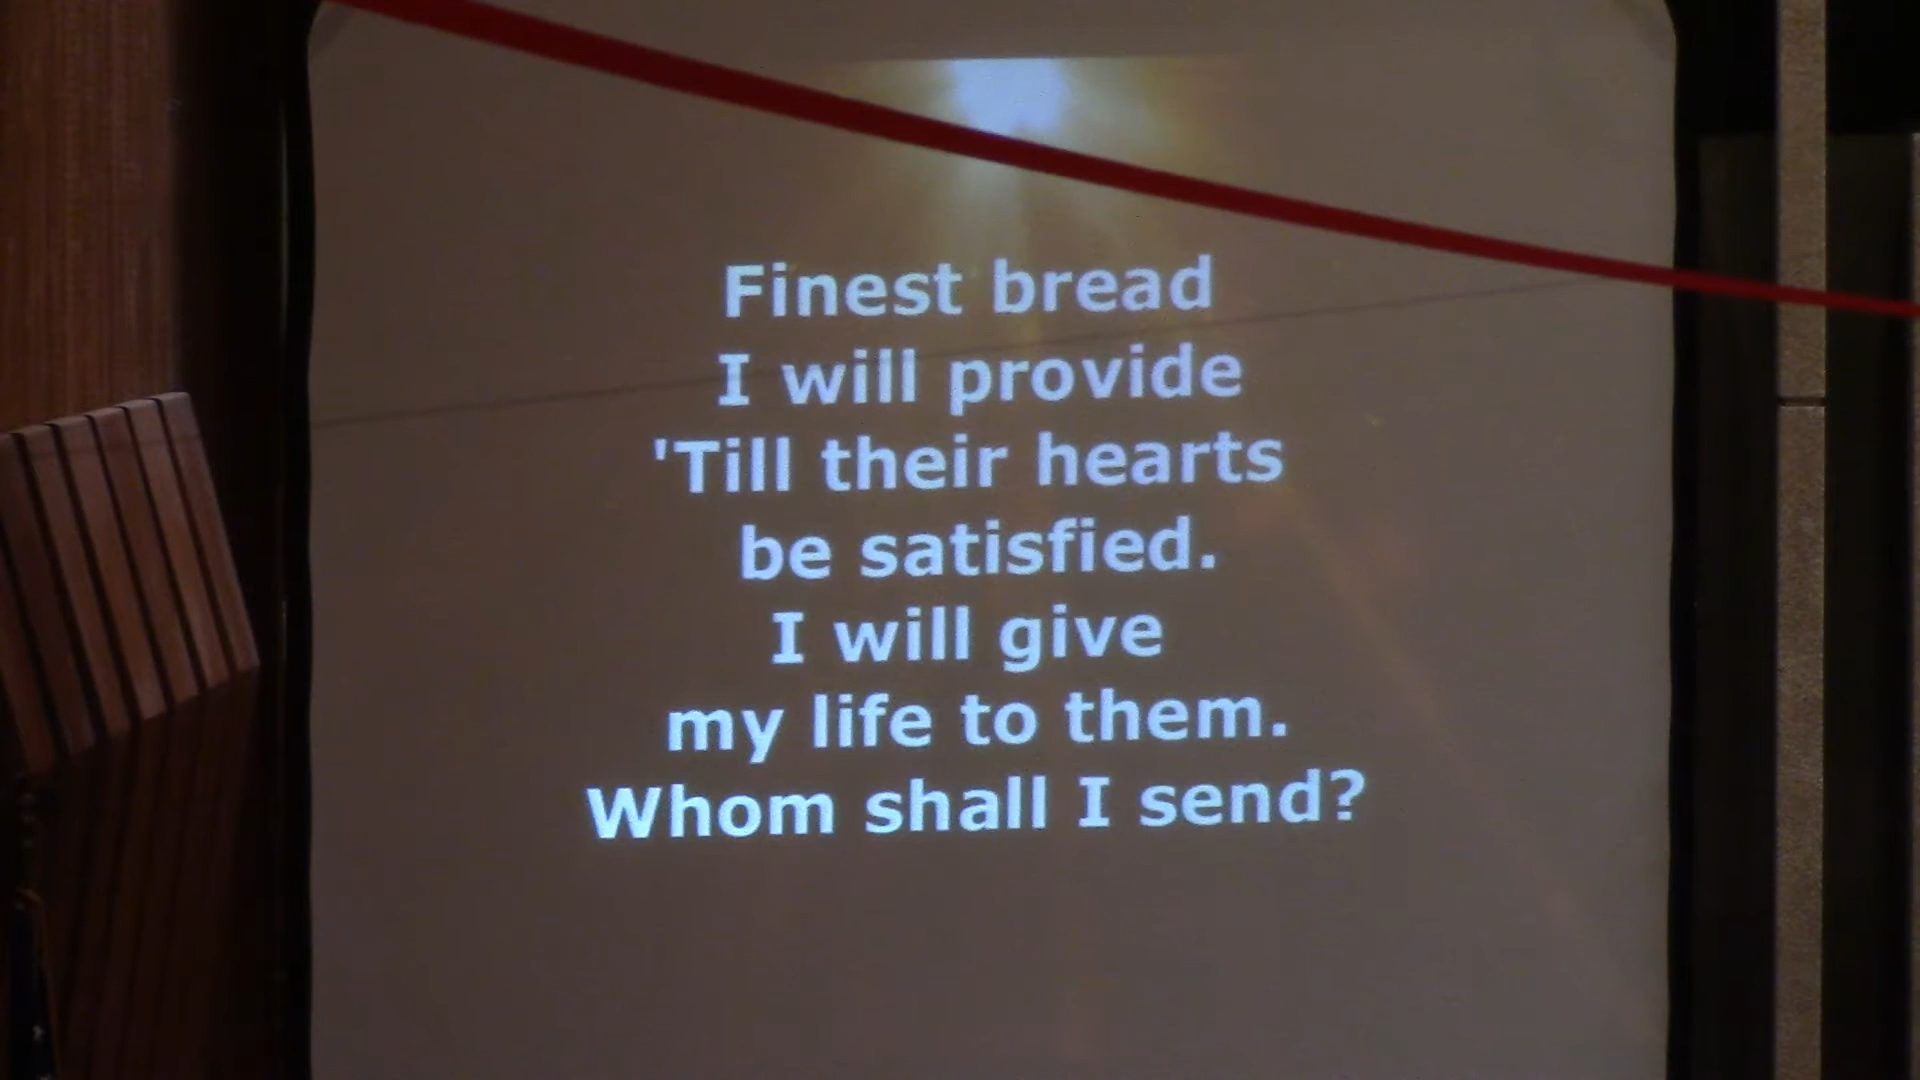 Finest bread
I will provide
'Till their hearts
be satisfied.
I will give
my life to them.
Whom shall I send?